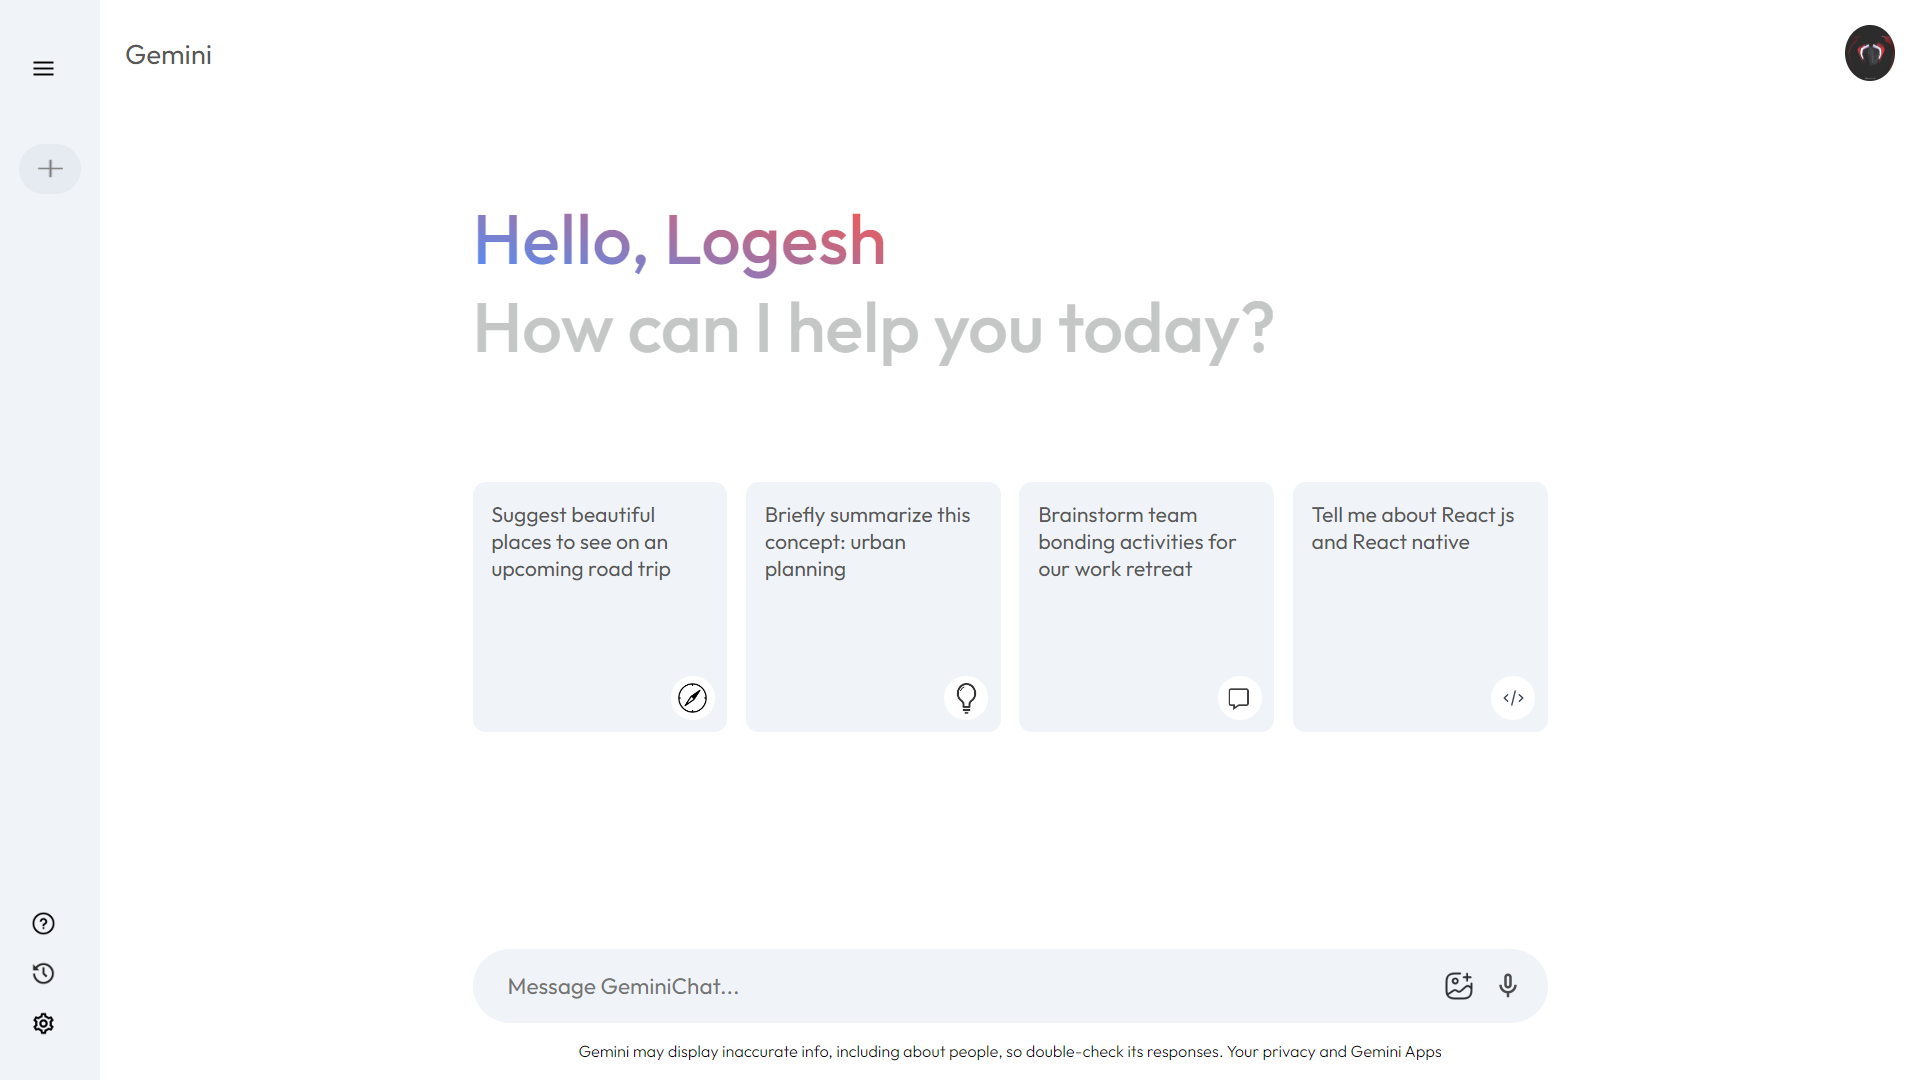 Gemini
Hello, Logesh
How can I help you today?
Suggest beautiful
places to see on an
upcoming road trip
Briefly summarize this
concept: urban
planning
Brainstorm team
bonding activities for
our work retreat
Tell me about React js
and React native
Message GeminiChat...
Gemini may display inaccurate info, including about people, so double-check its responses. Your privacy and Gemini Apps